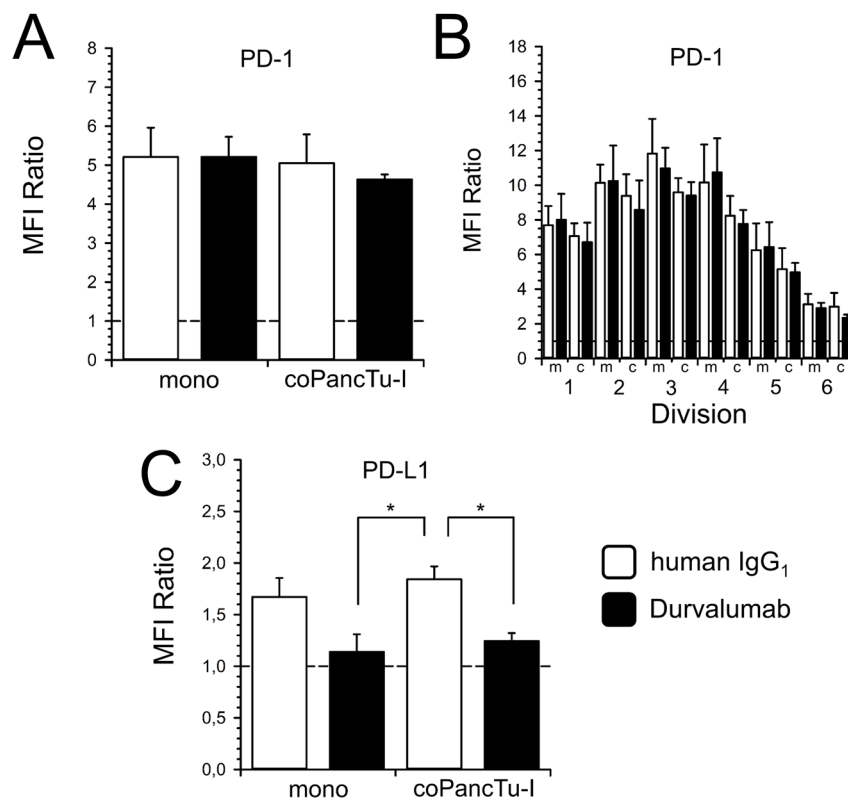 A
PD-1
MFI Ratio
8
7
6
5
4
3
2
1
0
mono
coPancTu-I
B
PD-1
MFI Ratio
18
16
14
12
10
8
6
4
2
0
m c m c m c m c m c m c
1 2 3 4 5 6
Division
C
PD-L1
MFI Ratio
3,0
2,5
2,0
1,5
1,0
0,5
0,0
* *
mono
coPancTu-I
human IgG₁
Durvalumab